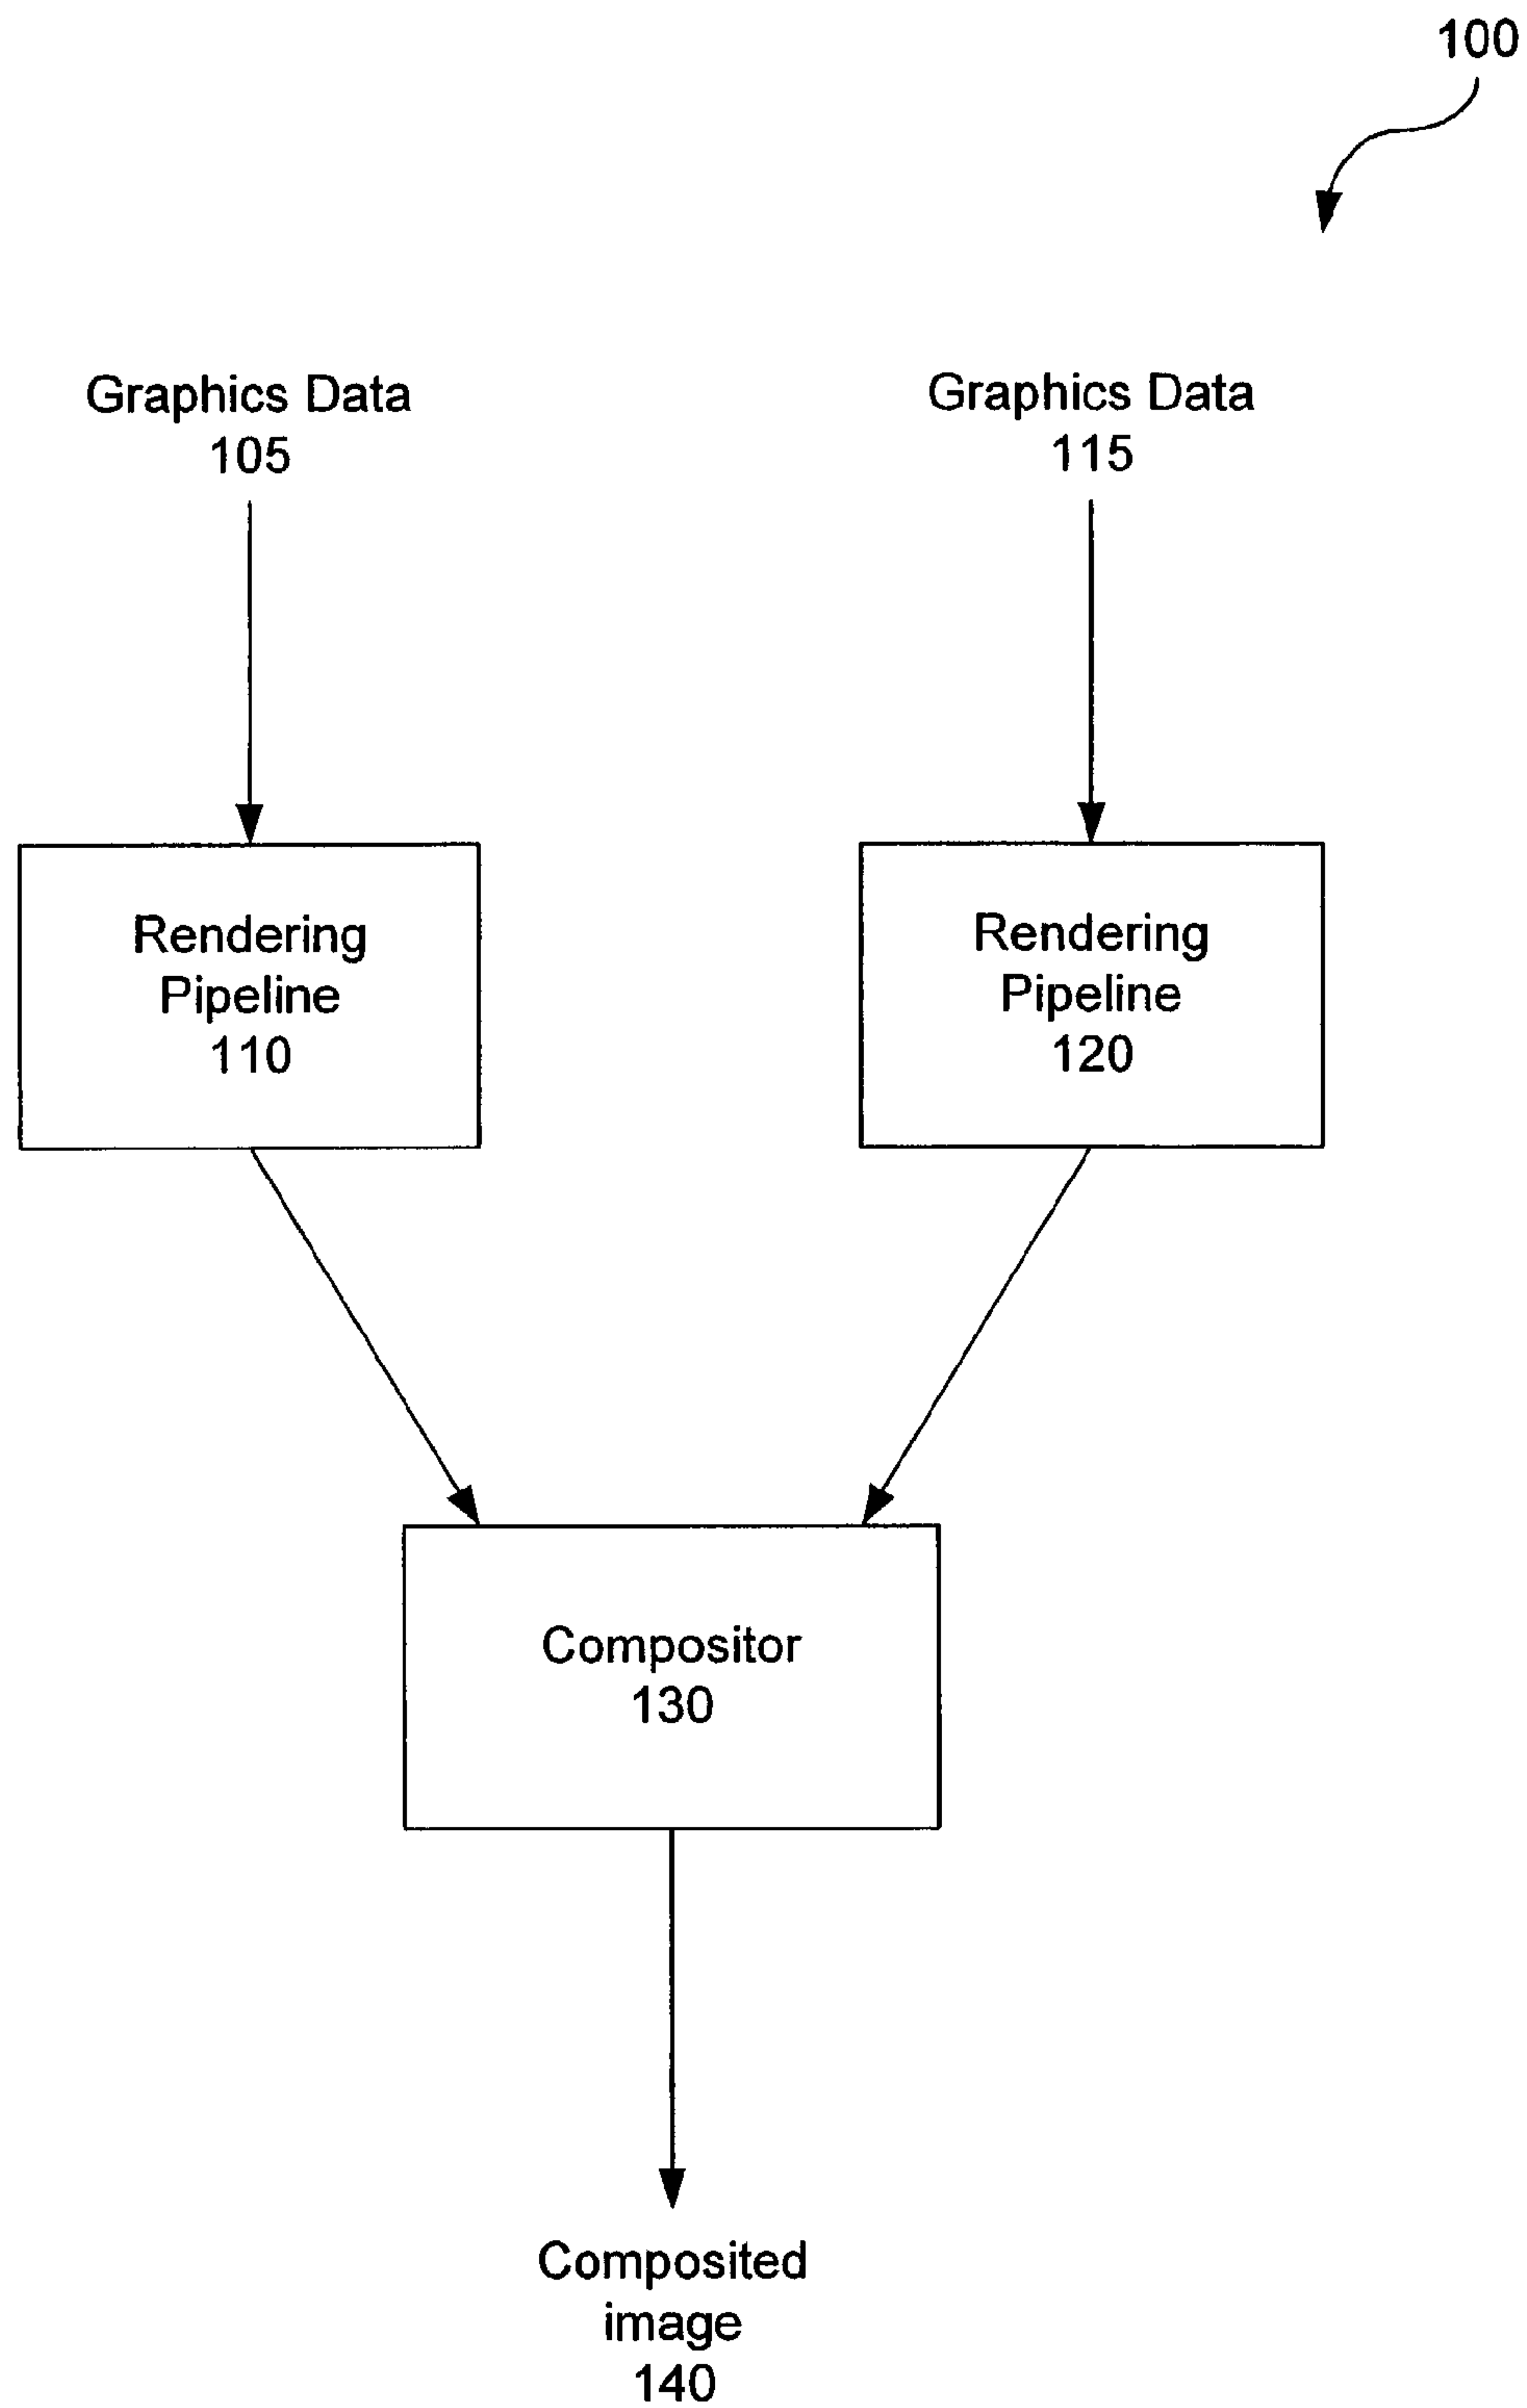 100
Graphics Data
105
Graphics Data
115
Rendering
Pipeline
110
Rendering
Pipeline
120
Compositor
130
Composited
image
140